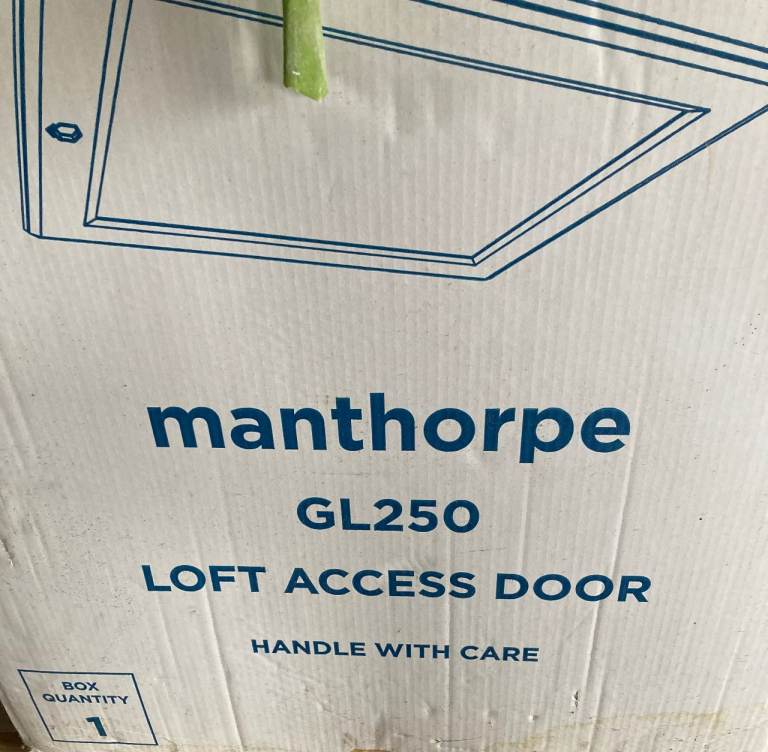 manthorpe
GL250
LOFT ACCESS DOOR
HANDLE WITH CARE
BOX
QUANTITY
1